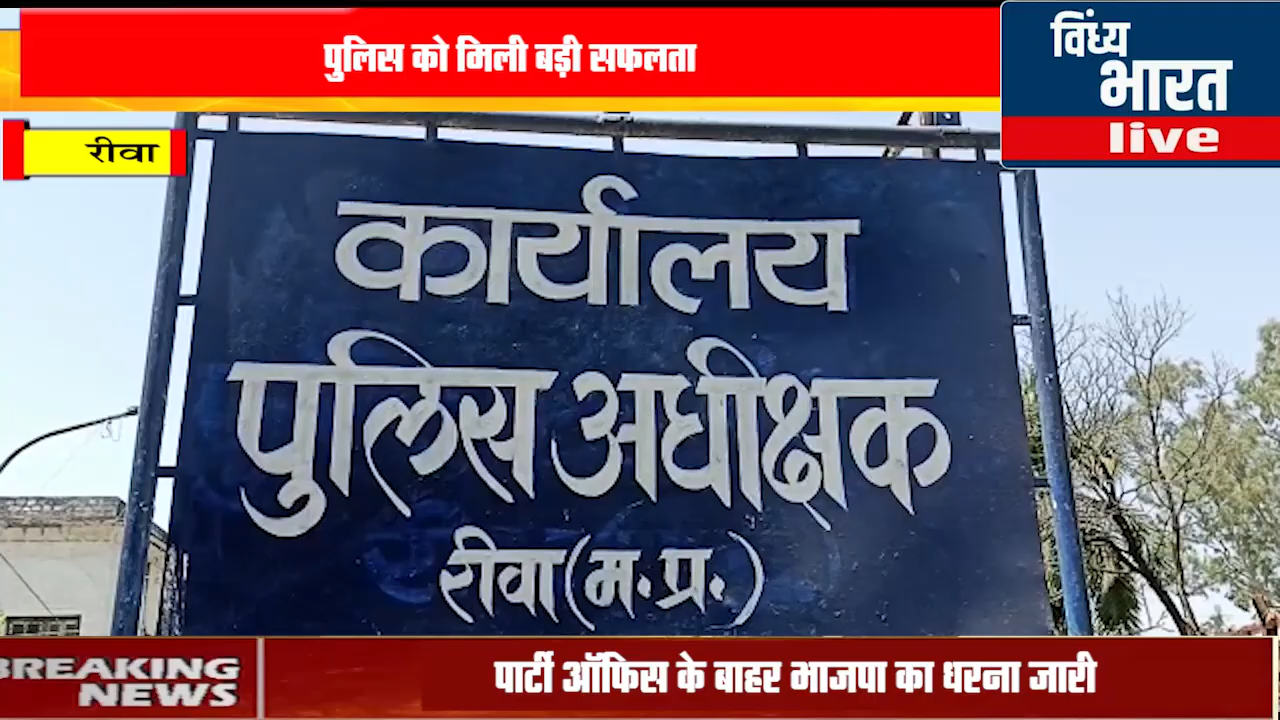 पुलिस को मिली बड़ी सफलता
विंध्य
भारत
live
रीवा
कार्यालय
पुलिस अधीक्षक
रीवा (म.प्र.)
BREAKING
NEWS
पार्टी ऑफिस के बाहर भाजपा का धरना जारी